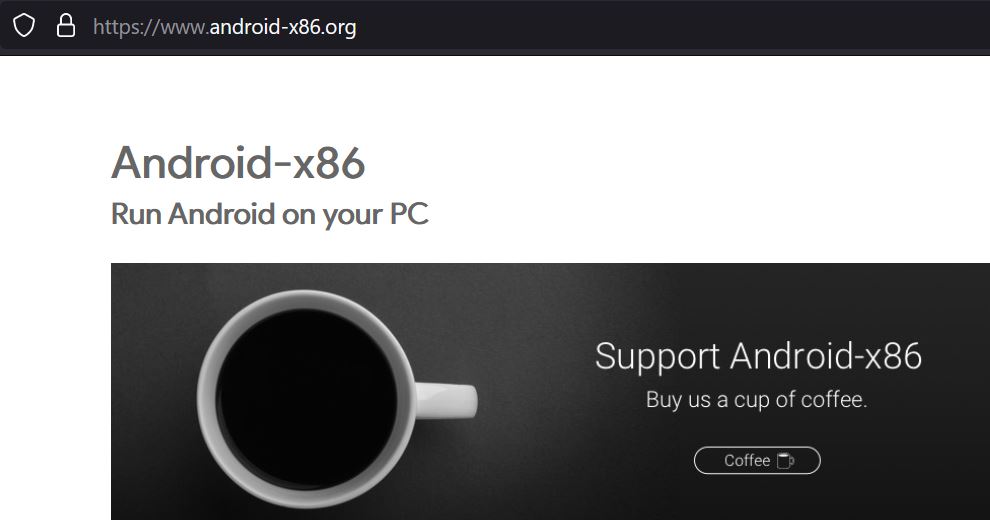 https://www.android-x86.org
Android-x86
Run Android on your PC
Support Android-x86
Buy us a cup of coffee.
Coffee